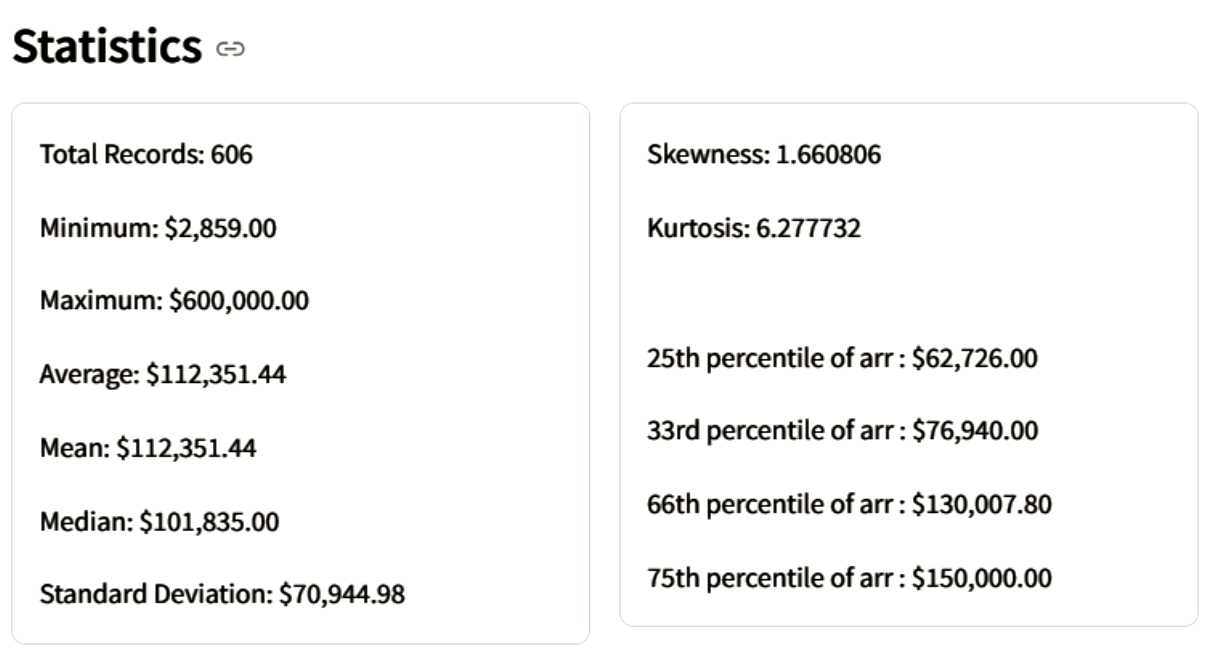 Statistics
Total Records: 606
Minimum: $2,859.00
Maximum: $600,000.00
Average: $112,351.44
Mean: $112,351.44
Median: $101,835.00
Standard Deviation: $70,944.98
Skewness: 1.660806
Kurtosis: 6.277732
25th percentile of arr : $62,726.00
33rd percentile of arr : $76,940.00
66th percentile of arr : $130,007.80
75th percentile of arr : $150,000.00